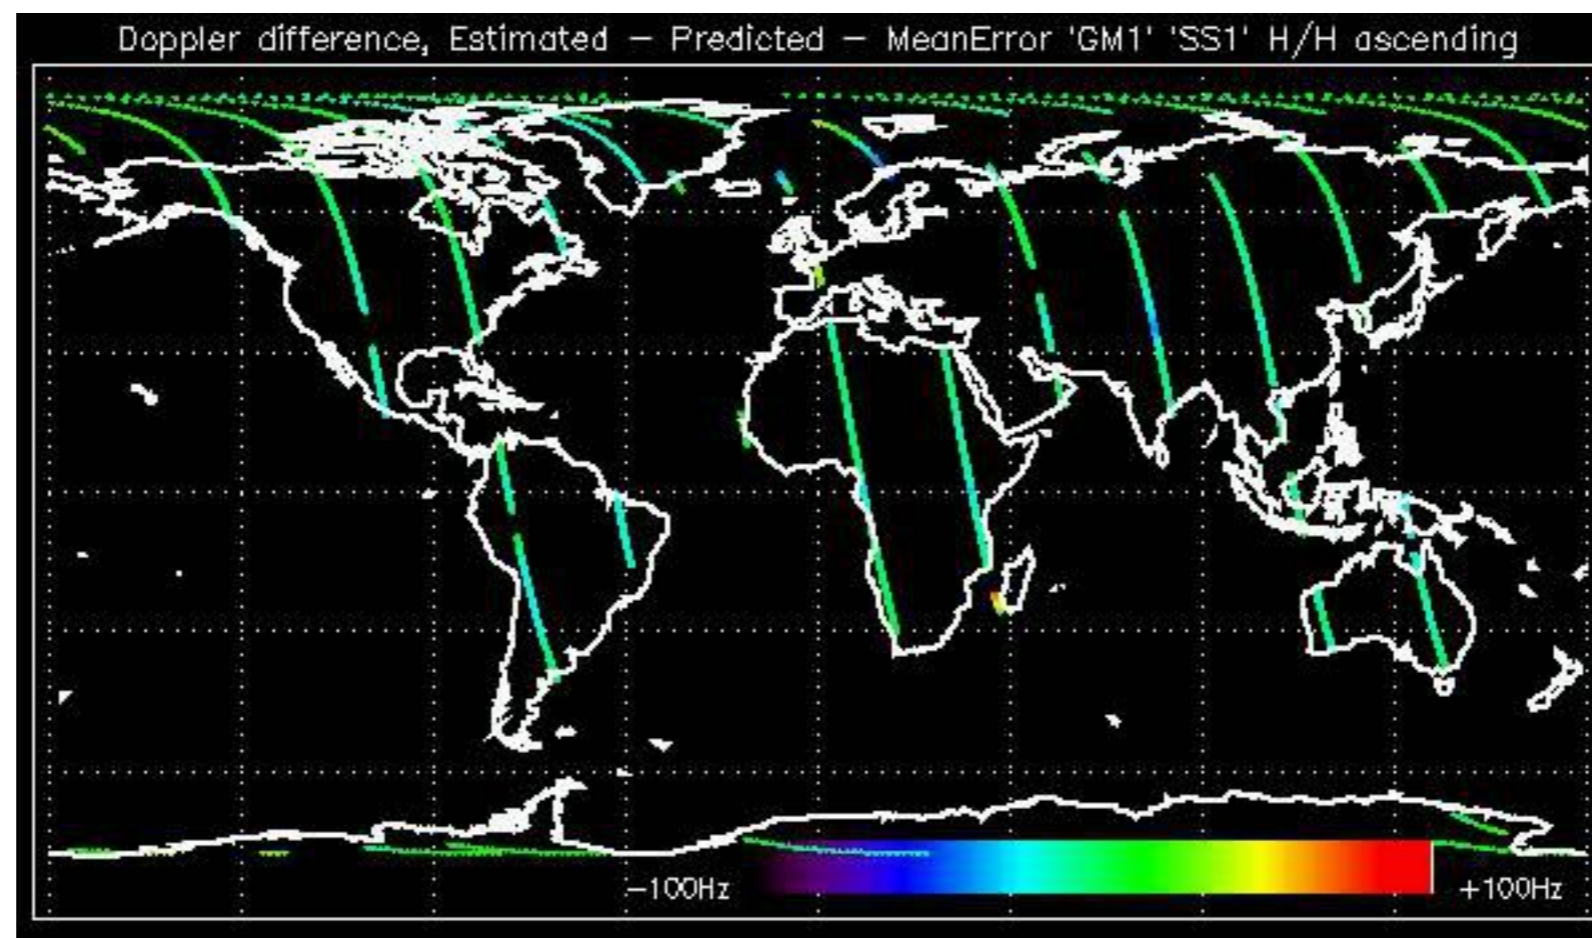 Doppler difference, Estimated — Predicted — MeanError 'GM1' 'SS1' H/H ascending
—100Hz
+100Hz